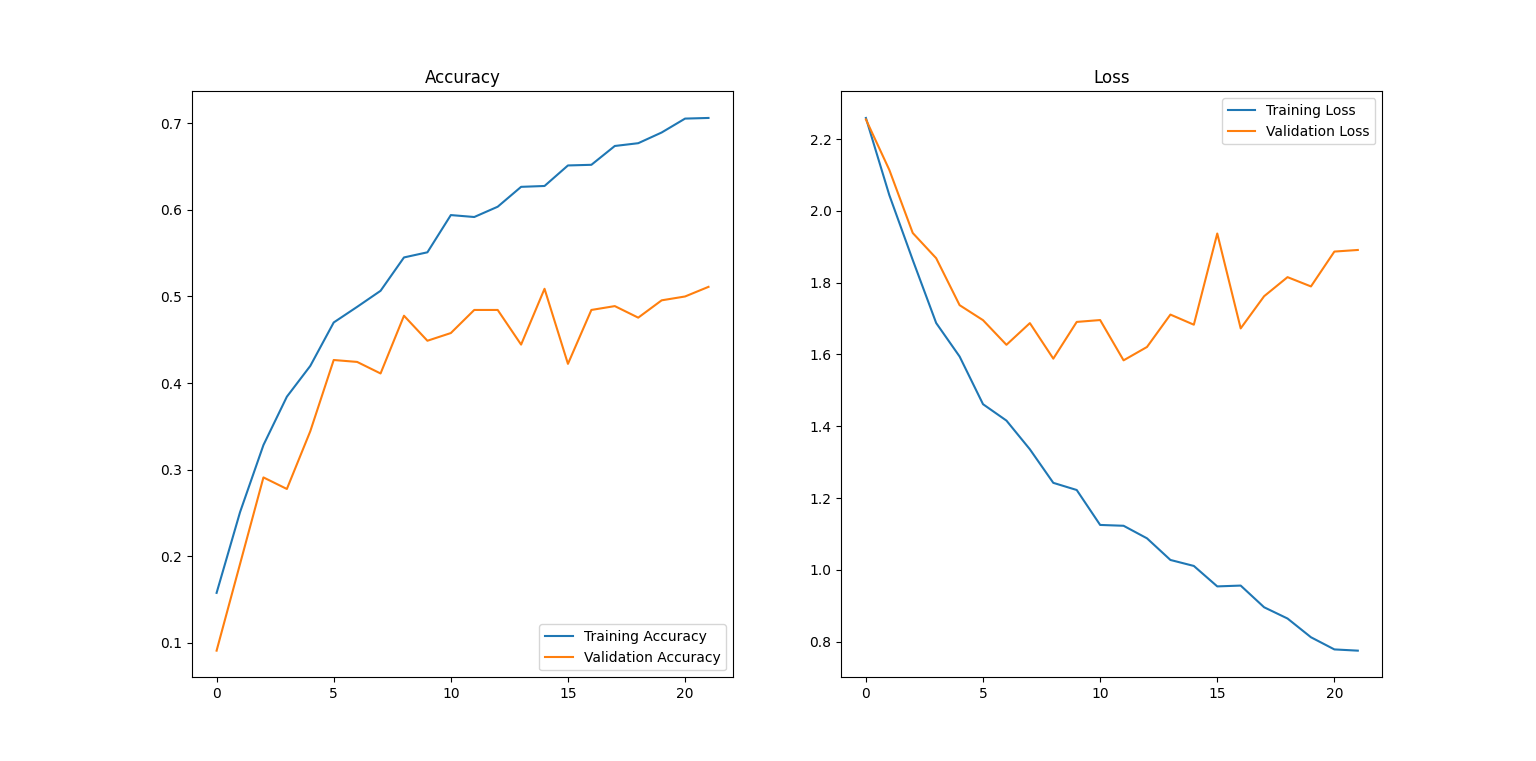 Accuracy
0.7
0.6
0.5
0.4
0.3
0.2
0.1
0 5 10 15 20
Training Accuracy
Validation Accuracy
Loss
2.2
2.0
1.8
1.6
1.4
1.2
1.0
0.8
0 5 10 15 20
Training Loss
Validation Loss